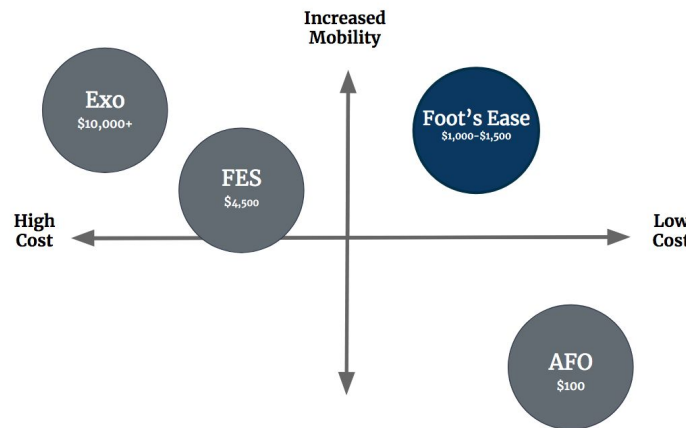 Increased
Mobility
Exo
$10,000+
Foot's Ease
$1,000-$1,500
FES
$4,500
High
Cost
Low
Cost
AFO
$100